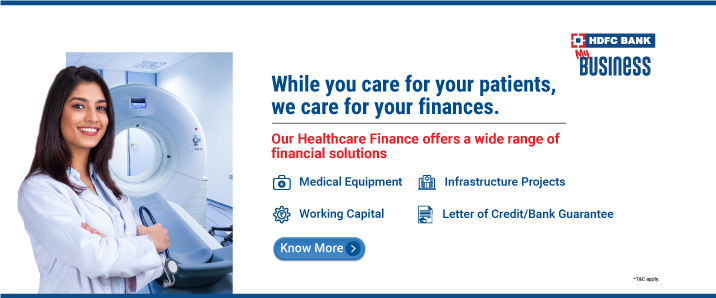 HDFC BANK
My
BUSINESS
While you care for your patients,
we care for your finances.
Our Healthcare Finance offers a wide range of
financial solutions
Medical Equipment
Infrastructure Projects
Working Capital
Letter of Credit/Bank Guarantee
Know More
*T&C apply.